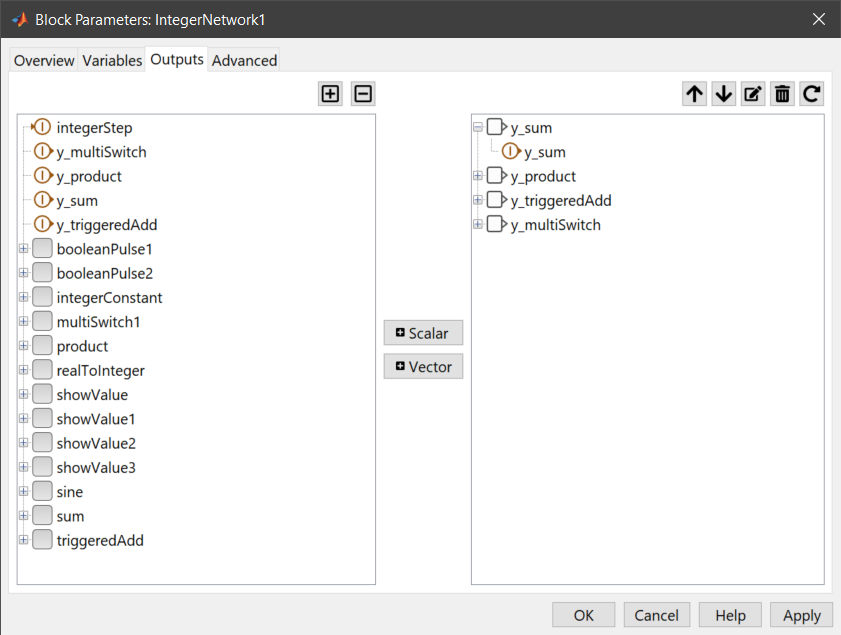 Block Parameters: IntegerNetwork1
Overview Variables Outputs Advanced
integerStep
y_multiSwitch
y_product
y_sum
y_triggeredAdd
booleanPulse1
booleanPulse2
integerConstant
multiSwitch1
product
realToInteger
showValue
showValue1
showValue2
showValue3
sine
sum
triggeredAdd
Scalar
Vector
y_sum
y_sum
y_product
y_triggeredAdd
y_multiSwitch
OK Cancel Help Apply